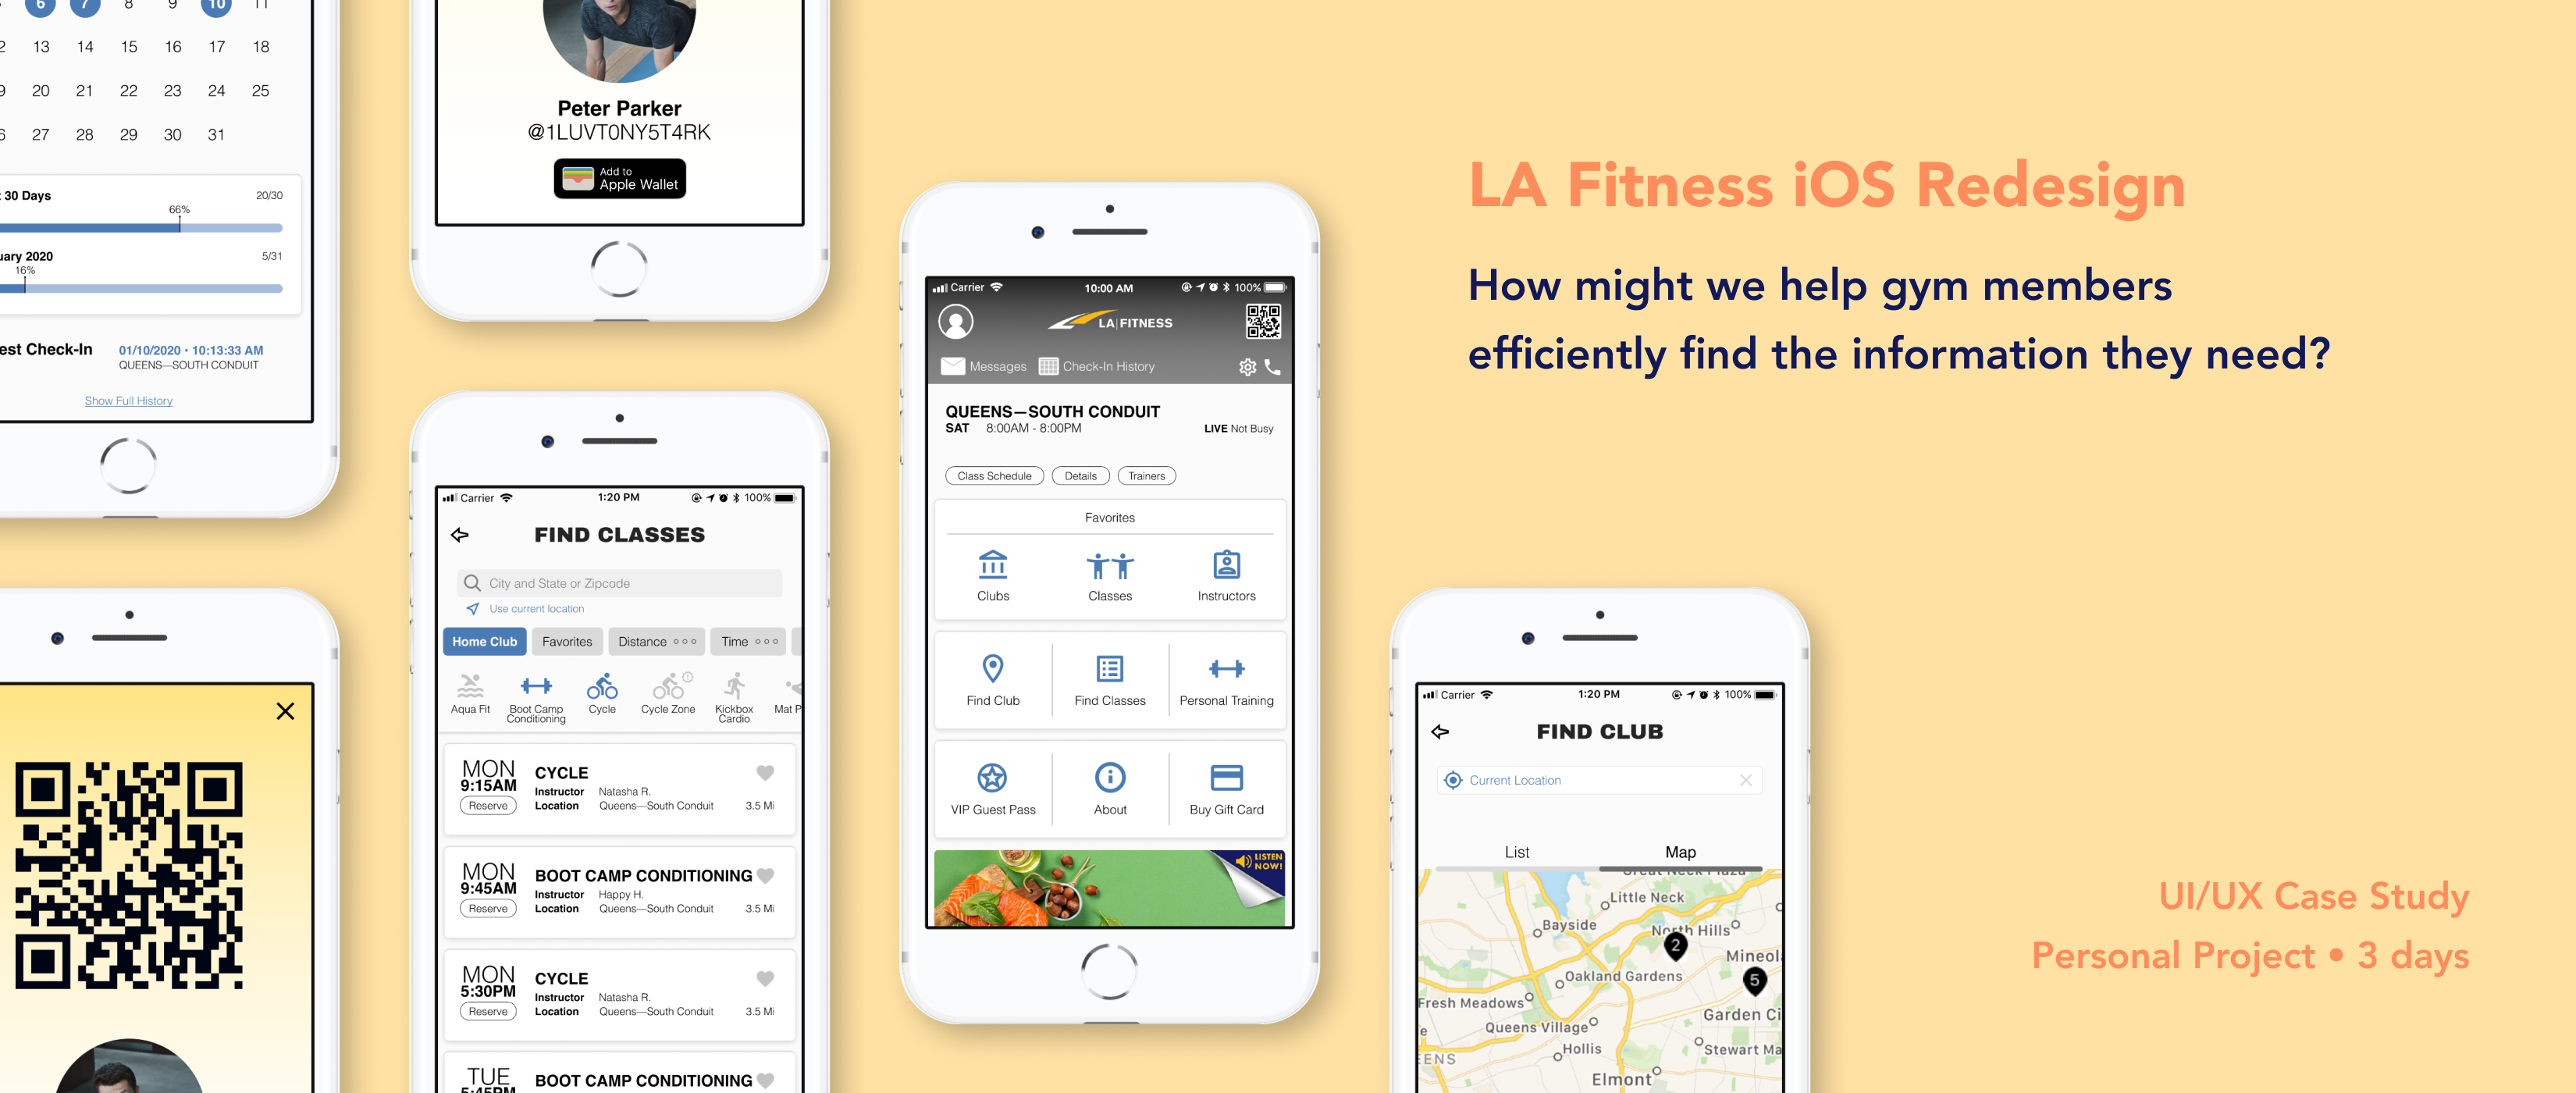 6 7 8 9 10 11
13 14 15 16 17 18
20 21 22 23 24 25
27 28 29 30 31
30 Days 20/30
66%
2020 5/31
16%
Check-In 01/10/2020 • 10:13:33 AM
QUEENS—SOUTH CONDUIT
Show Full History
Peter Parker
@1LUVT0NY5T4RK
Add to
Apple Wallet
Carrier 1:20 PM 100%
FIND CLASSES
City and State or Zipcode
Use current location
Home Club Favorites Distance Time
Aqua Fit Boot Camp Conditioning Cycle Cycle Zone Kickbox Cardio Mat P
MON
9:15AM
Reserve
CYCLE
Instructor Natasha R.
Location Queens—South Conduit 3.5 Mi
MON
9:45AM
Reserve
BOOT CAMP CONDITIONING
Instructor Happy H.
Location Queens—South Conduit 3.5 Mi
MON
5:30PM
Reserve
CYCLE
Instructor Natasha R.
Location Queens—South Conduit 3.5 Mi
TUE
5:45PM
BOOT CAMP CONDITIONING
Carrier 10:00 AM 100%
LA|FITNESS
Messages Check-In History
QUEENS—SOUTH CONDUIT
SAT 8:00AM - 8:00PM LIVE Not Busy
Class Schedule Details Trainers
Favorites
Clubs Classes Instructors
Find Club Find Classes Personal Training
VIP Guest Pass About Buy Gift Card
LISTEN
NOW!
LA Fitness iOS Redesign
How might we help gym members
efficiently find the information they need?
Carrier 1:20 PM 100%
FIND CLUB
Current Location
List Map
Great Neck Plaza
Little Neck
Bayside
North Hills
2
Mineol
Oakland Gardens
5
Fresh Meadows
Garden Ci
Queens Village
Hollis
Stewart Ma
EENS
Elmont
UI/UX Case Study
Personal Project • 3 days